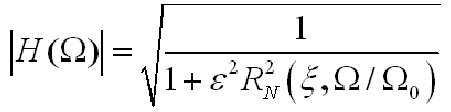 |H(Ω)| = √(1 / (1 + ε²R_N²(ξ, Ω / Ω₀)))